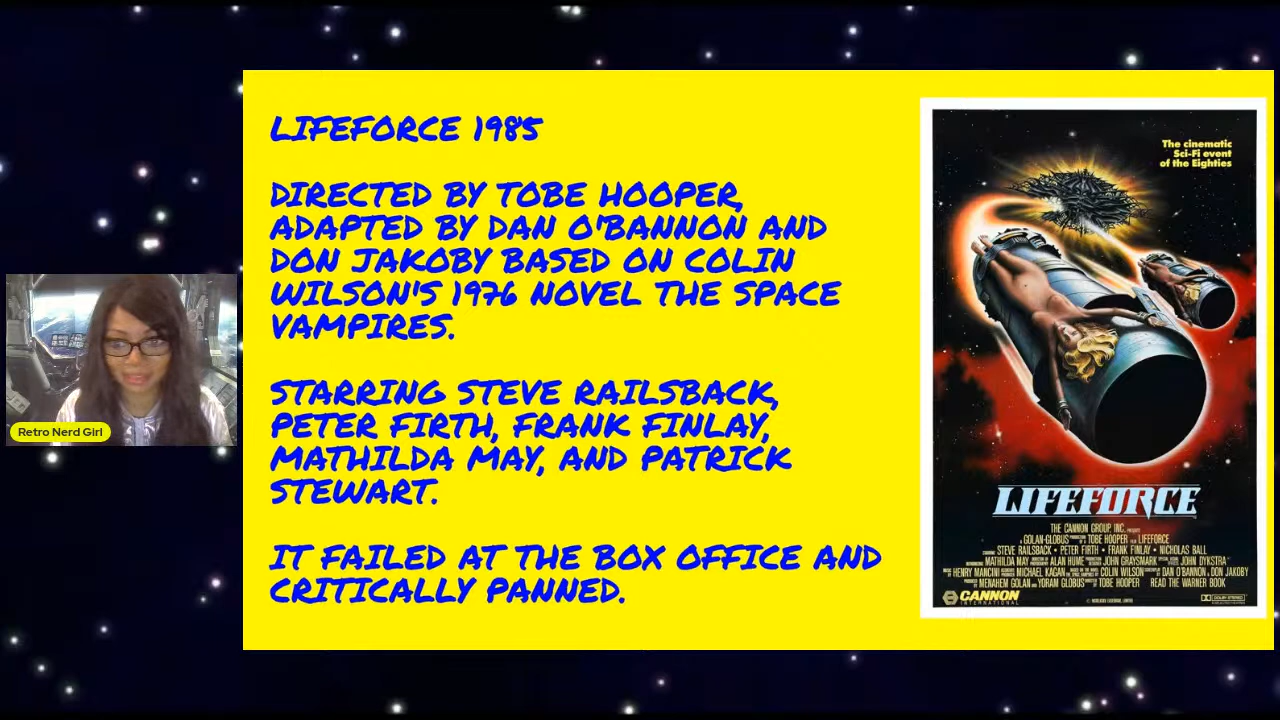 LIFEFORCE 1985
DIRECTED BY TOBE HOOPER,
ADAPTED BY DAN O'BANNON AND
DON JAKOBY BASED ON COLIN
WILSON'S 1976 NOVEL THE SPACE
VAMPIRES.
STARRING STEVE RAILSBACK,
PETER FIRTH, FRANK FINLAY,
MATHILDA MAY, AND PATRICK
STEWART.
IT FAILED AT THE BOX OFFICE AND
CRITICALLY PANNED.
Retro Nerd Girl
The cinematic
Sci-Fi event
of the Eighties
LIFEFORCE
THE CANNON GROUP, INC.
A GOLAN-GLOBUS TOBE HOOPER LIFEFORCE
STEVE RAILSBACK • PETER FIRTH • FRANK FINLAY • NICHOLAS BALL
MATHILDA MAY ALAN HUME JOHN GRAYSMARK JOHN DYKSTRA
HENRY MANCINI MICHAEL KAGAN COLIN WILSON DAN O'BANNON & DON JAKOBY
MENAHEM GOLAN YORAM GLOBUS TOBE HOOPER READ THE WARNER BOOK
CANNON
INTERNATIONAL